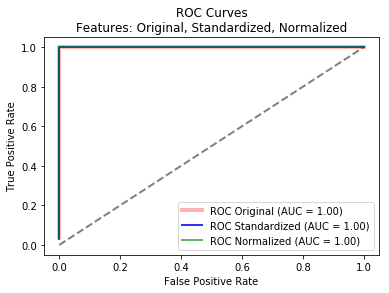 ROC Curves
Features: Original, Standardized, Normalized
1.0
0.8
0.6
0.4
0.2
0.0
True Positive Rate
ROC Original (AUC = 1.00)
ROC Standardized (AUC = 1.00)
ROC Normalized (AUC = 1.00)
0.0 0.2 0.4 0.6 0.8 1.0
False Positive Rate